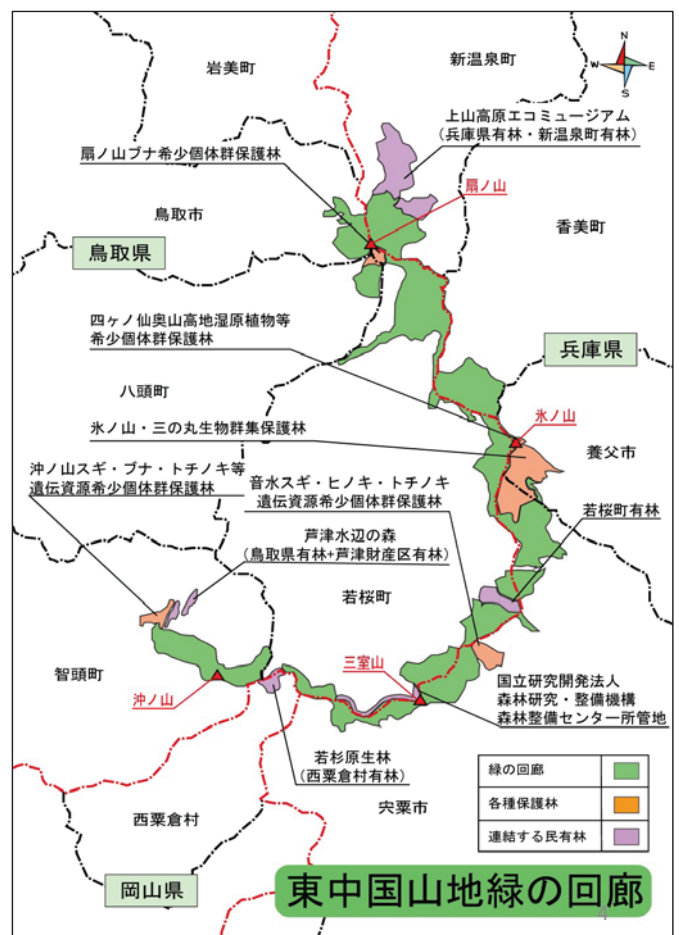 岩美町
新温泉町
N
W E
S
上山高原エコミュージアム
(兵庫県有林・新温泉町有林)
扇ノ山ブナ希少個体群保護林
扇ノ山
鳥取市
香美町
鳥取県
四ヶノ仙奥山高地湿原植物等
希少個体群保護林
兵庫県
八頭町
氷ノ山
氷ノ山・三の丸生物群集保護林
養父市
沖ノ山スギ・ブナ・トチノキ等
遺伝資源希少個体群保護林
音水スギ・ヒノキ・トチノキ
遺伝資源希少個体群保護林
若桜町有林
芦津水辺の森
(鳥取県有林+芦津財産区有林)
若桜町
智頭町
三室山
沖ノ山
国立研究開発法人
森林研究・整備機構
森林整備センター所管地
若杉原生林
(西粟倉村有林)
緑の回廊
各種保護林
連結する民有林
西粟倉村
宍粟市
岡山県
東中国山地緑の回廊
4